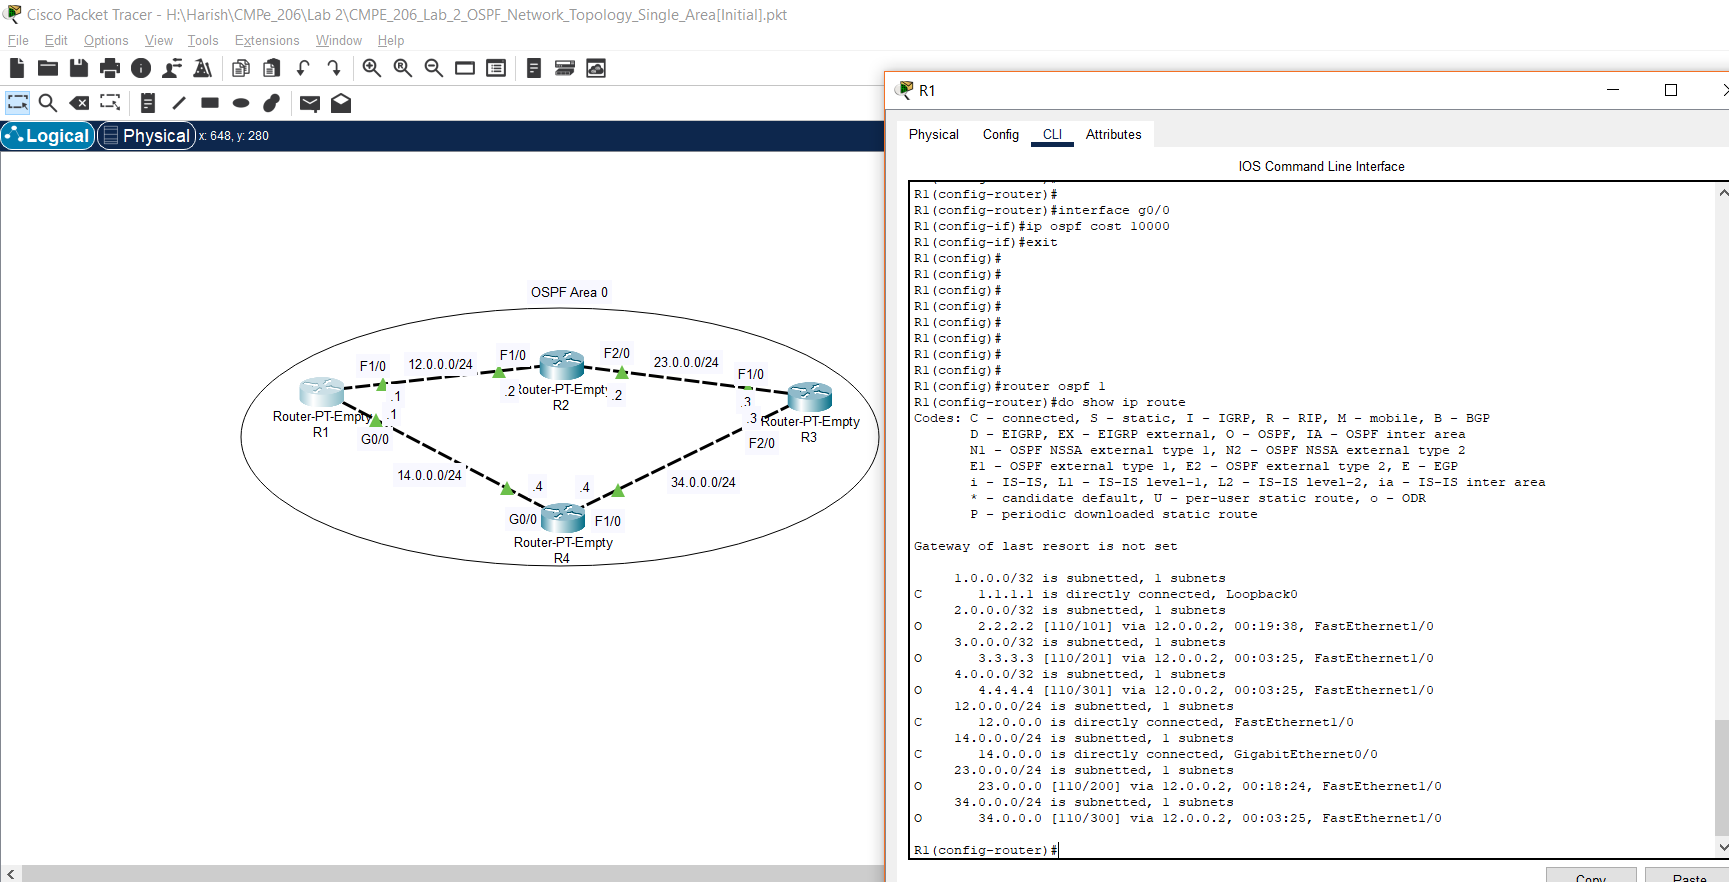 Cisco Packet Tracer - H:\Harish\CMPe_206\Lab 2\CMPE_206_Lab_2_OSPF_Network_Topology_Single_Area[Initial].pkt
File Edit Options View Tools Extensions Window Help
Logical Physical x: 648, y: 280
OSPF Area 0
F1/0 12.0.0.0/24 F1/0 F2/0 23.0.0.0/24 F1/0
.1 .2 .2 .3
Router-PT-Empty
R2
Router-PT-Empty
R1
.1
G0/0
.3 Router-PT-Empty
R3
F2/0
14.0.0.0/24 .4 .4 34.0.0.0/24
G0/0 F1/0
Router-PT-Empty
R4
R1
Physical Config CLI Attributes
IOS Command Line Interface
R1(config-router)#
R1(config-router)#interface g0/0
R1(config-if)#ip ospf cost 10000
R1(config-if)#exit
R1(config)#
R1(config)#
R1(config)#
R1(config)#
R1(config)#
R1(config)#
R1(config)#
R1(config)#
R1(config)#router ospf 1
R1(config-router)#do show ip route
Codes: C - connected, S - static, I - IGRP, R - RIP, M - mobile, B - BGP
D - EIGRP, EX - EIGRP external, O - OSPF, IA - OSPF inter area
N1 - OSPF NSSA external type 1, N2 - OSPF NSSA external type 2
E1 - OSPF external type 1, E2 - OSPF external type 2, E - EGP
i - IS-IS, L1 - IS-IS level-1, L2 - IS-IS level-2, ia - IS-IS inter area
* - candidate default, U - per-user static route, o - ODR
P - periodic downloaded static route
Gateway of last resort is not set
1.0.0.0/32 is subnetted, 1 subnets
C 1.1.1.1 is directly connected, Loopback0
2.0.0.0/32 is subnetted, 1 subnets
O 2.2.2.2 [110/101] via 12.0.0.2, 00:19:38, FastEthernet1/0
3.0.0.0/32 is subnetted, 1 subnets
O 3.3.3.3 [110/201] via 12.0.0.2, 00:03:25, FastEthernet1/0
4.0.0.0/32 is subnetted, 1 subnets
O 4.4.4.4 [110/301] via 12.0.0.2, 00:03:25, FastEthernet1/0
12.0.0.0/24 is subnetted, 1 subnets
C 12.0.0.0 is directly connected, FastEthernet1/0
14.0.0.0/24 is subnetted, 1 subnets
C 14.0.0.0 is directly connected, GigabitEthernet0/0
23.0.0.0/24 is subnetted, 1 subnets
O 23.0.0.0 [110/200] via 12.0.0.2, 00:18:24, FastEthernet1/0
34.0.0.0/24 is subnetted, 1 subnets
O 34.0.0.0 [110/300] via 12.0.0.2, 00:03:25, FastEthernet1/0
R1(config-router)#
Copy Paste